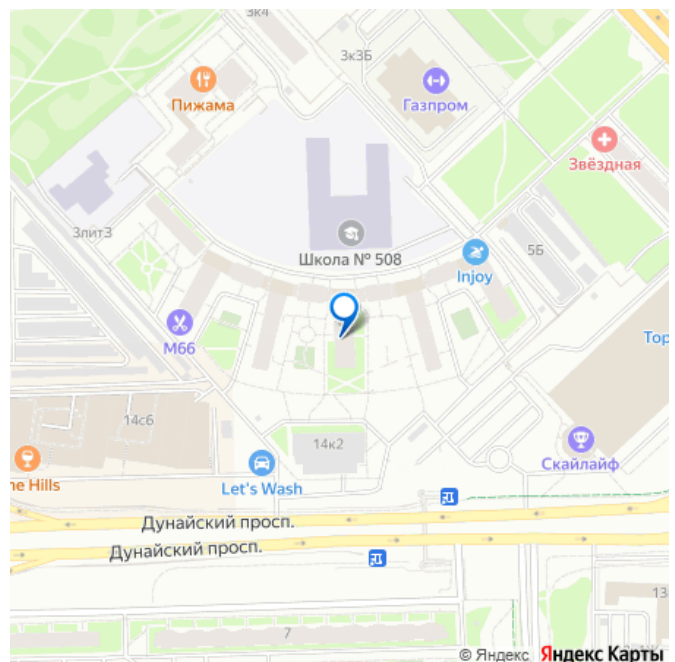 3к4
3к3Б
Пижама
Газпром
Звёздная
3лит3
Школа № 508
5Б
Injoy
М66
Тор
14с6
14к2
Скайлайф
ne Hills
Let's Wash
Дунайский просп.
Дунайский просп.
13
7
© Яндекс Яндекс Карты